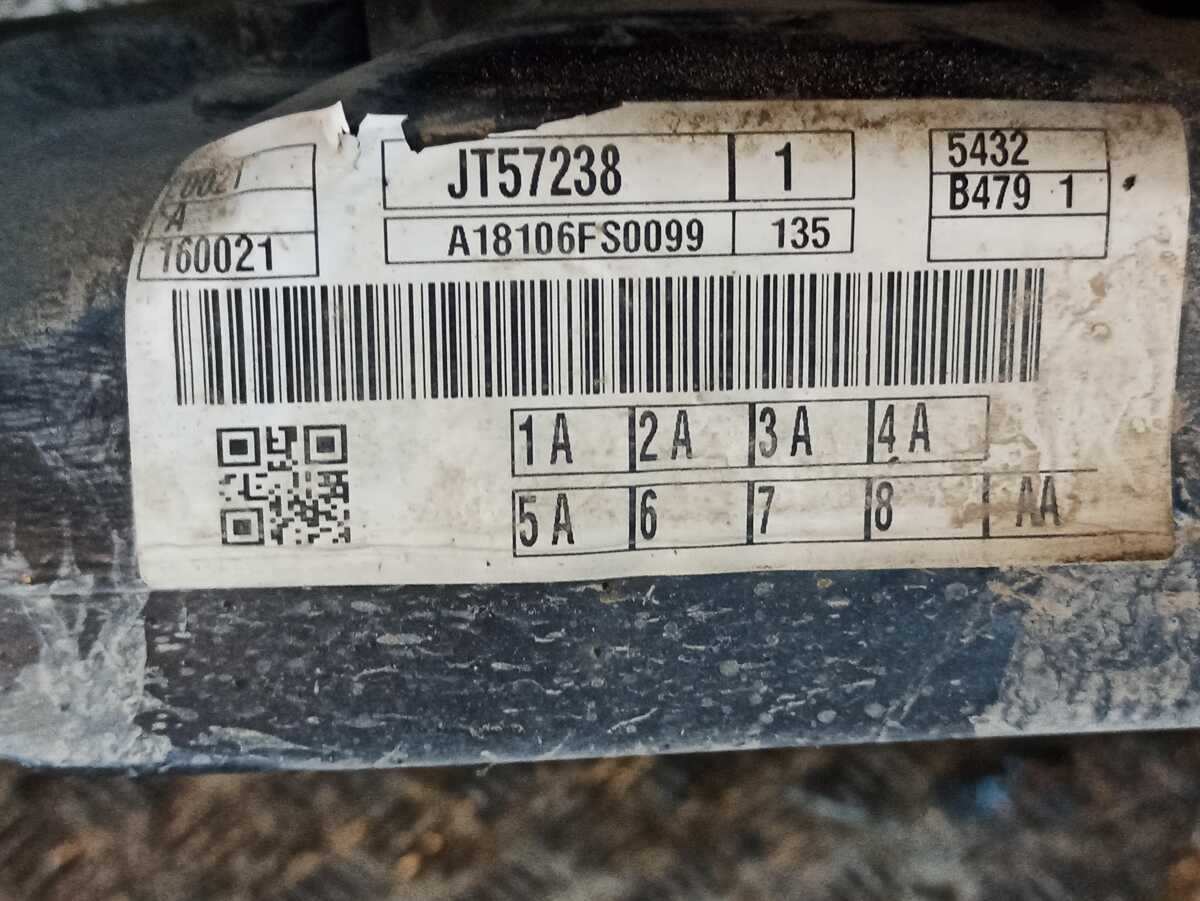 JT57238 1
A18106FS0099 135
5432
B479 1
A
160021
1A 2A 3A 4A
5A 6 7 8 AA